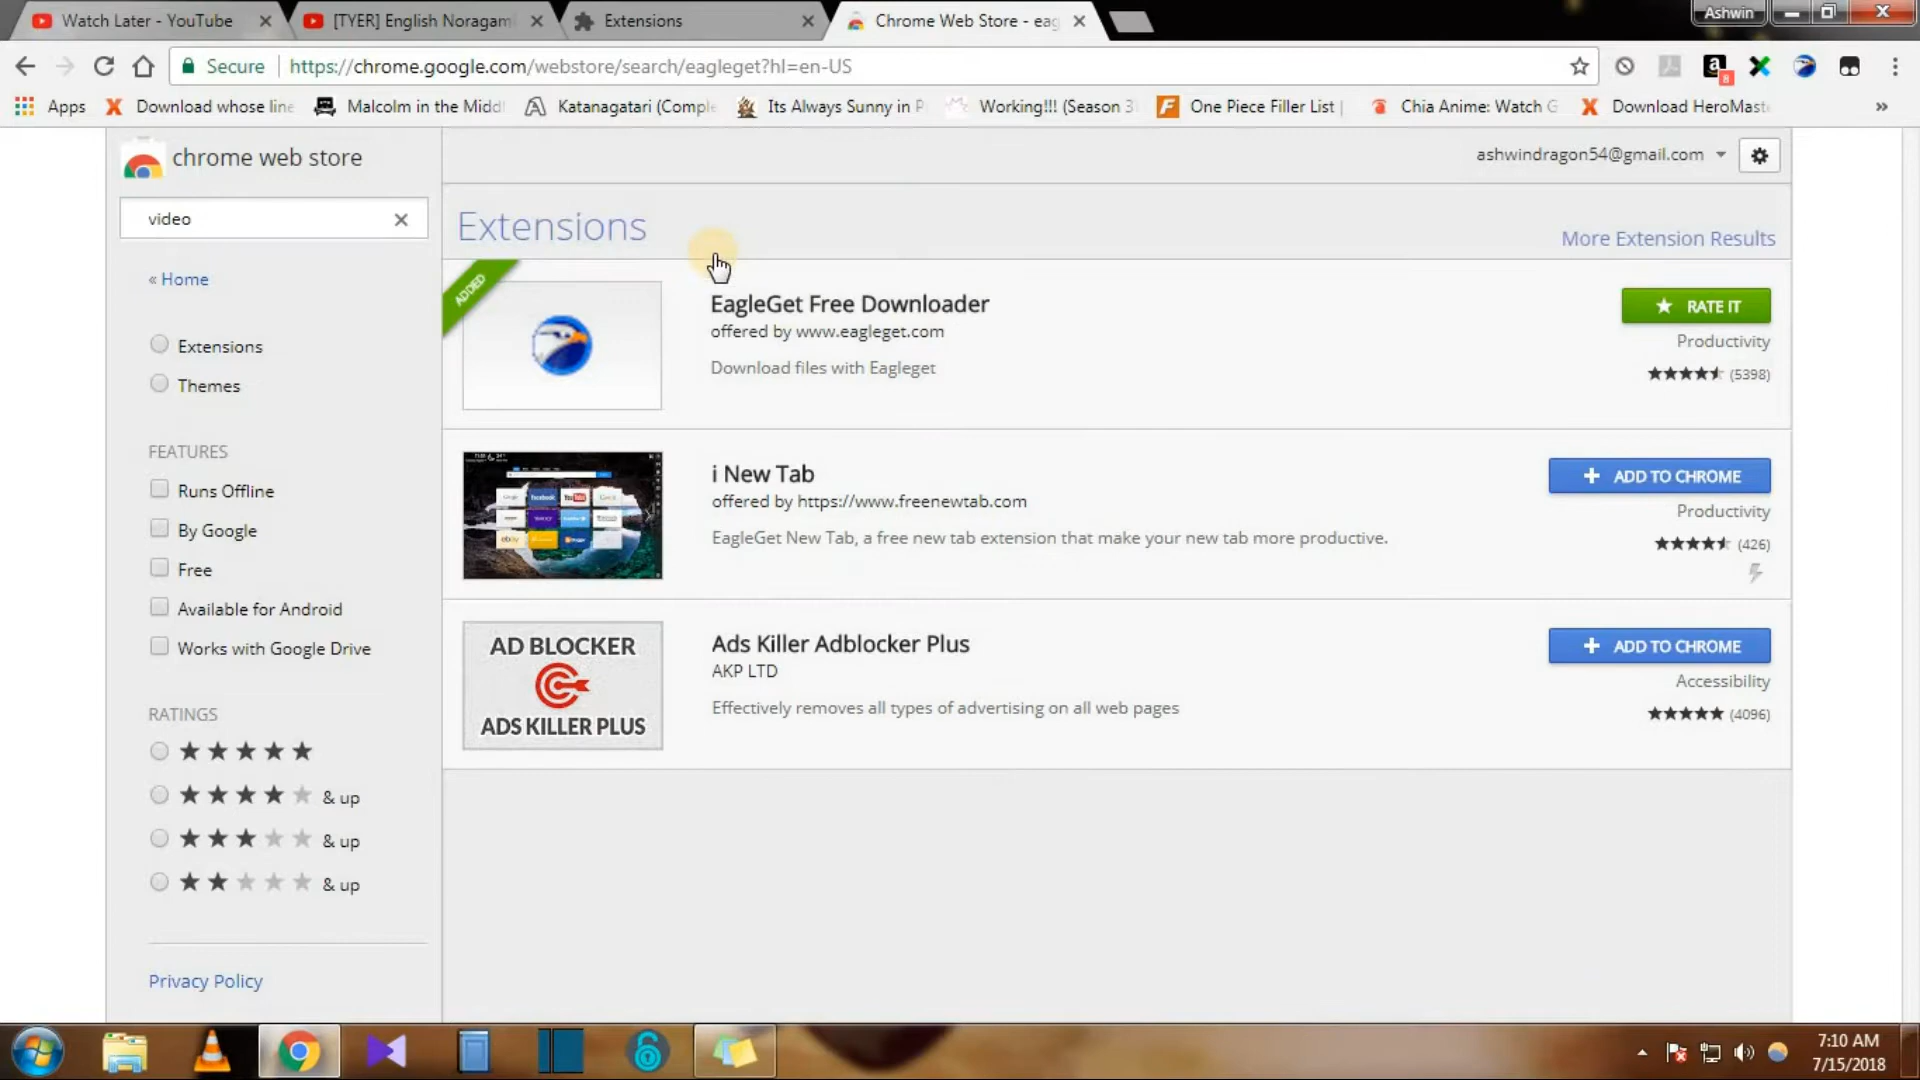 Watch Later - YouTube
[TYER] English Noragami
Extensions
Chrome Web Store - eag
Ashwin
Secure
https://chrome.google.com/webstore/search/eagleget?hl=en-US
a
8
Apps
Download whose line
Malcolm in the Midd
Katanagatari (Comple
Its Always Sunny in P
Working!!! (Season 3
One Piece Filler List |
Chia Anime: Watch
Download HeroMast
»
chrome web store
ashwindragon54@gmail.com
video
« Home
Extensions
Themes
FEATURES
Runs Offline
By Google
Free
Available for Android
Works with Google Drive
RATINGS
& up
& up
& up
Privacy Policy
Extensions
More Extension Results
ADDED
EagleGet Free Downloader
offered by www.eagleget.com
Download files with Eagleget
RATE IT
Productivity
(5398)
i New Tab
offered by https://www.freenewtab.com
EagleGet New Tab, a free new tab extension that make your new tab more productive.
ADD TO CHROME
Productivity
(426)
AD BLOCKER
ADS KILLER PLUS
Ads Killer Adblocker Plus
AKP LTD
Effectively removes all types of advertising on all web pages
ADD TO CHROME
Accessibility
(4096)
7:10 AM
7/15/2018